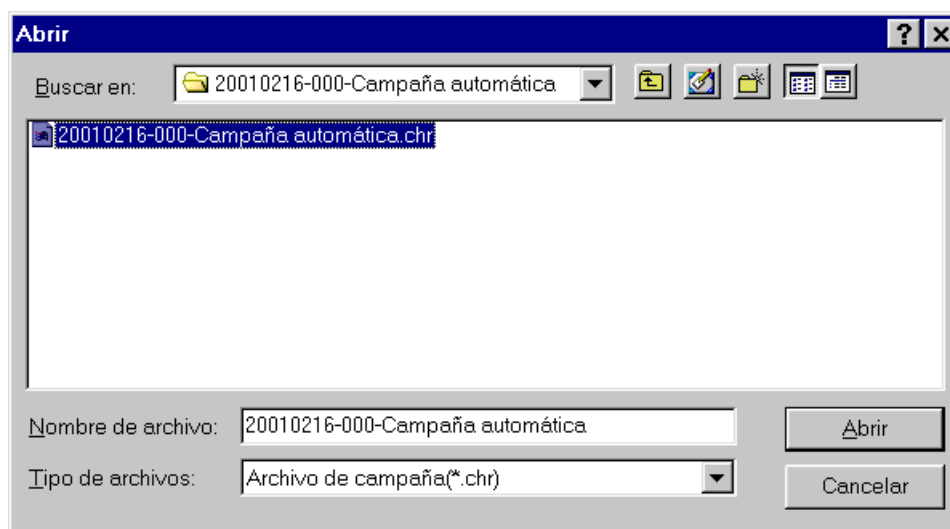 Abrir
Buscar en: 20010216-000-Campaña automática
20010216-000-Campaña automática.chr
Nombre de archivo: 20010216-000-Campaña automática Abrir
Tipo de archivos: Archivo de campaña(*.chr) Cancelar